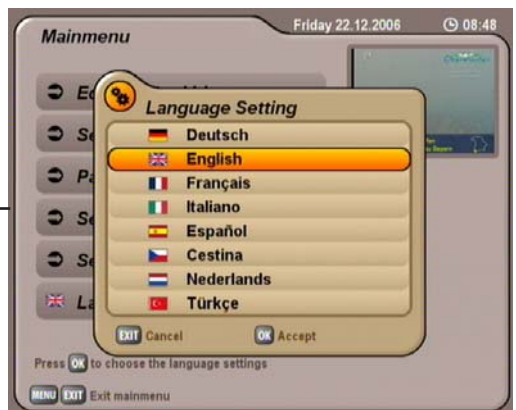 Mainmenu
Friday 22.12.2006
08:48
Language Setting
Deutsch
English
Français
Italiano
Español
Cestina
Nederlands
Türkçe
EXIT Cancel
OK Accept
Press OK to choose the language settings
MENU EXIT Exit mainmenu